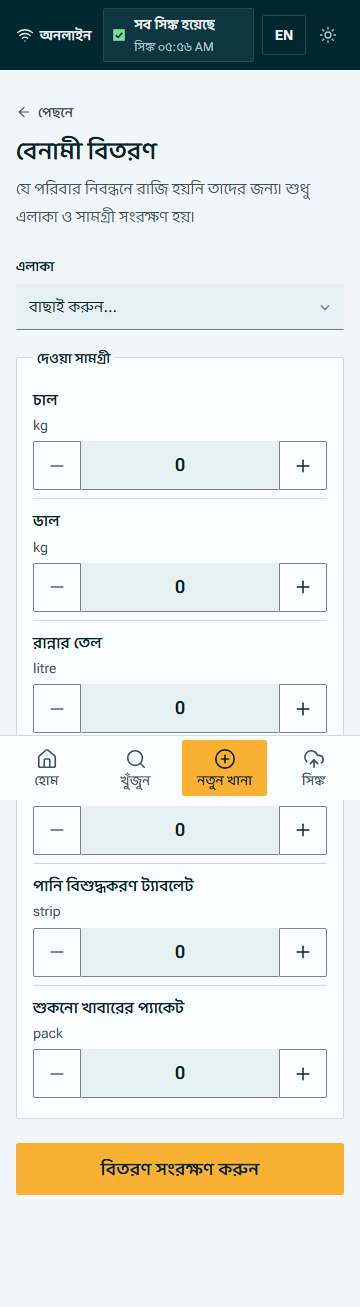 অনলাইন
সব সিঙ্ক হয়েছে
সিঙ্ক ০৫:৫৬ AM
EN
পেছনে
বেনামী বিতরণ
যে পরিবার নিবন্ধনে রাজি হয়নি তাদের জন্য। শুধু
এলাকা ও সামগ্রী সংরক্ষণ হয়।
এলাকা
বাছাই করুন...
দেওয়া সামগ্রী
চাল
kg
0
ডাল
kg
0
রান্নার তেল
litre
0
হোম
খুঁজুন
নতুন খানা
সিঙ্ক
0
পানি বিশুদ্ধকরণ ট্যাবলেট
strip
0
শুকনো খাবারের প্যাকেট
pack
0
বিতরণ সংরক্ষণ করুন